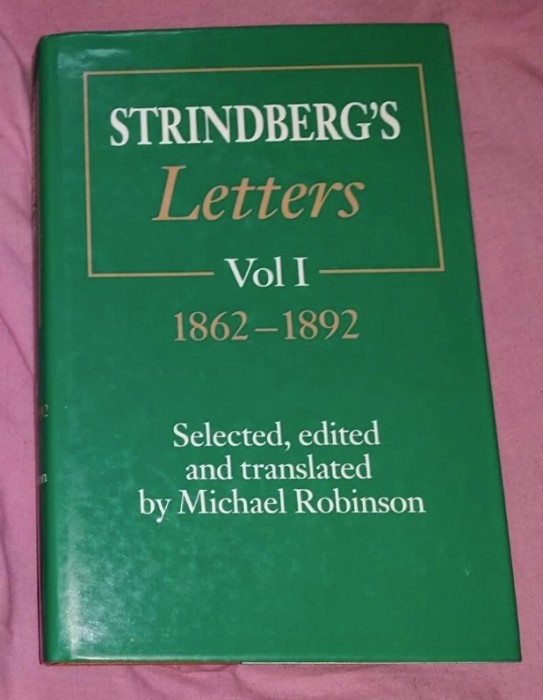 STRINDBERG'S
Letters
Vol I
1862–1892
Selected, edited
and translated
by Michael Robinson